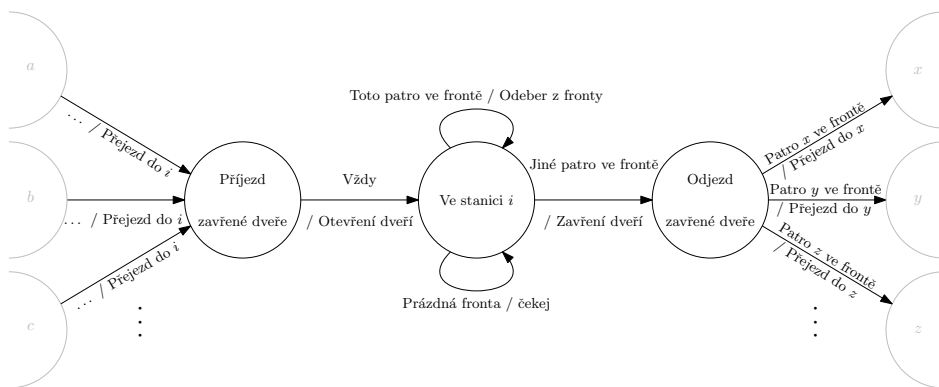 a
… / Přejezd do i
b
… / Přejezd do i
c
… / Přejezd do i
Příjezd
zavřené dveře
Vždy
/ Otevření dveří
Toto patro ve frontě / Odeber z fronty
Ve stanici i
Prázdná fronta / čekej
Jiné patro ve frontě
/ Zavření dveří
Odjezd
zavřené dveře
Patro x ve frontě
/ Přejezd do x
x
Patro y ve frontě
/ Přejezd do y
y
Patro z ve frontě
/ Přejezd do z
z